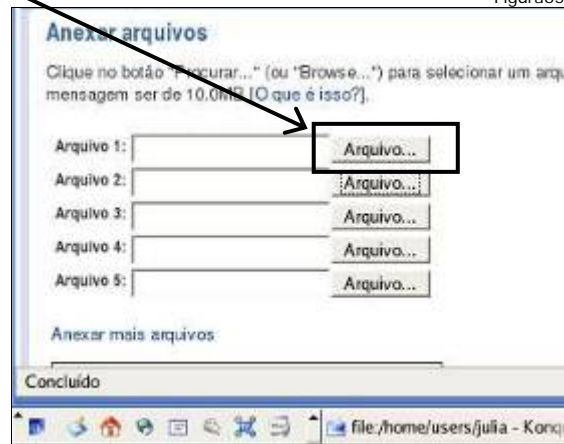 Anexar arquivos
Clique no botão "Procurar..." (ou "Browse...") para selecionar um
mensagem ser de 10.0MB [O que é isso?].
Arquivo 1: Arquivo...
Arquivo 2: Arquivo...
Arquivo 3: Arquivo...
Arquivo 4: Arquivo...
Arquivo 5: Arquivo...
Anexar mais arquivos
Concluído
file:/home/users/julia - Konq